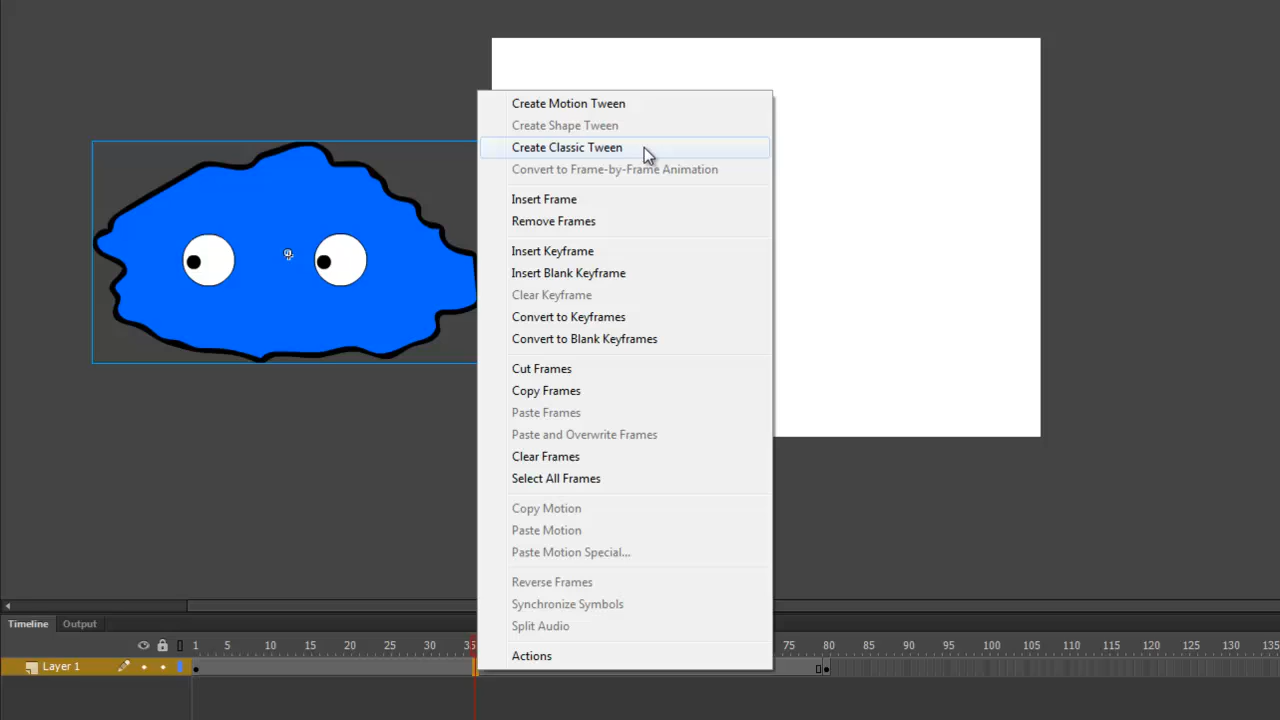 Create Motion Tween
Create Shape Tween
Create Classic Tween
Convert to Frame-by-Frame Animation
Insert Frame
Remove Frames
Insert Keyframe
Insert Blank Keyframe
Clear Keyframe
Convert to Keyframes
Convert to Blank Keyframes
Cut Frames
Copy Frames
Paste Frames
Paste and Overwrite Frames
Clear Frames
Select All Frames
Copy Motion
Paste Motion
Paste Motion Special...
Reverse Frames
Synchronize Symbols
Split Audio
Actions
Timeline Output
1 5 10 15 20 25 30 35 75 80 85 90 95 100 105 110 115 120 125 130 135
Layer 1